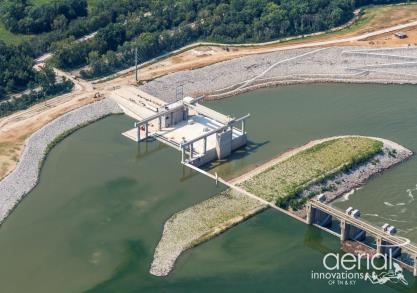 aerial
innovations
OF TN & KY